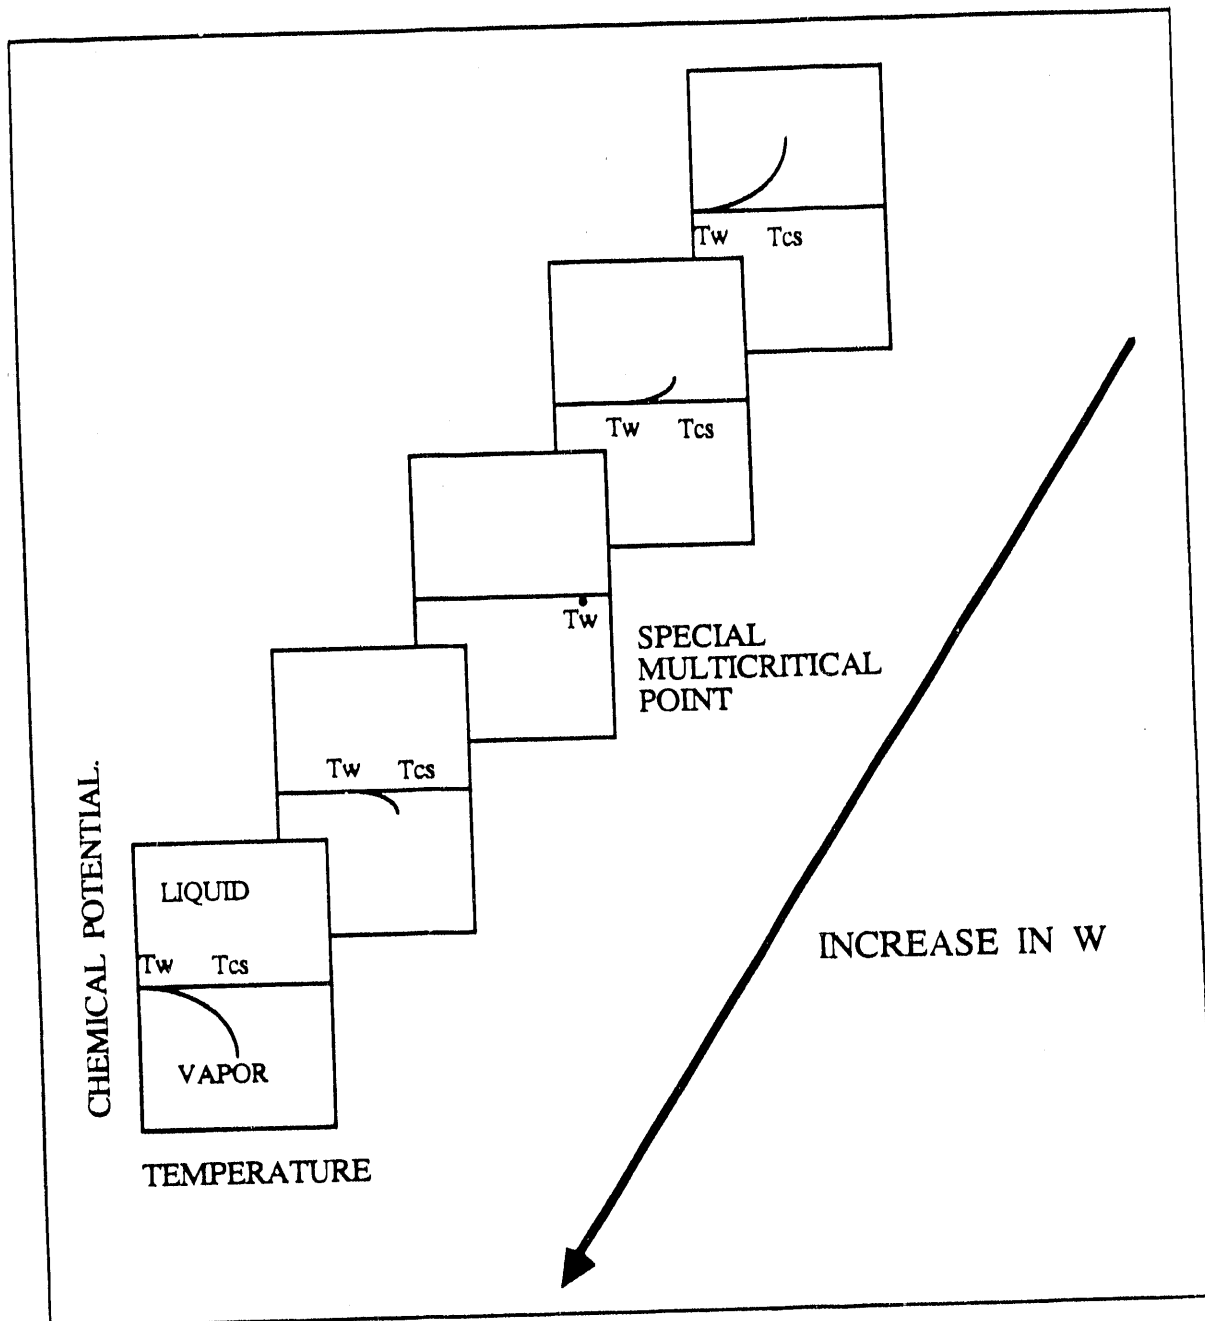 Tw Tcs
Tw Tcs
Tw
SPECIAL
MULTICRITICAL
POINT
Tw Tcs
CHEMICAL POTENTIAL.
LIQUID
Tw Tcs
VAPOR
TEMPERATURE
INCREASE IN W